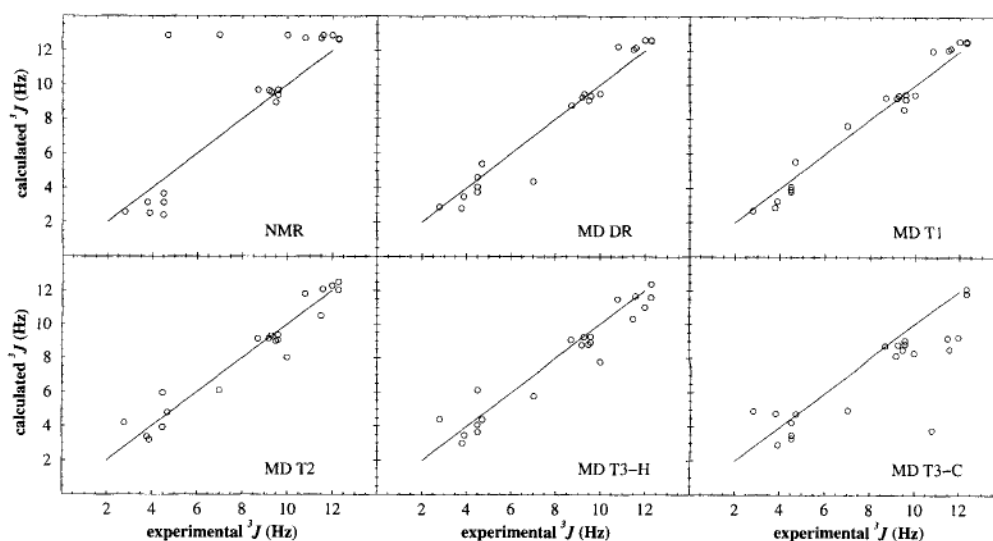 calculated ³J (Hz)
12
10
8
6
4
2
NMR
MD DR
MD T1
calculated ³J (Hz)
12
10
8
6
4
2
MD T2
MD T3-H
MD T3-C
2 4 6 8 10 12
2 4 6 8 10 12
2 4 6 8 10 12
experimental ³J (Hz)
experimental ³J (Hz)
experimental ³J (Hz)